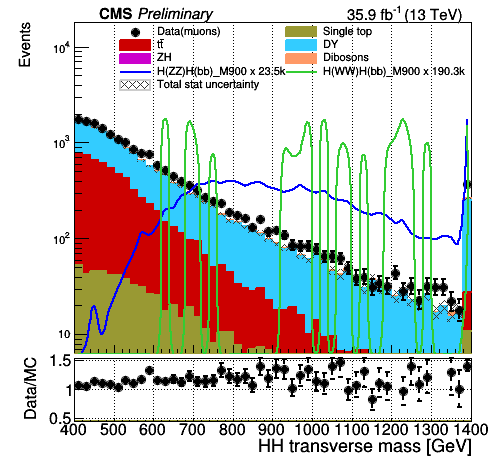 CMS Preliminary 35.9 fb⁻¹ (13 TeV)
Events
Data(muons) Single top
tt̄ DY
ZH Dibosons
H(ZZ)H(bb)_M900 x 23.5k H(WW)H(bb)_M900 x 190.3k
Total stat uncertainty
10⁴
10³
10²
10
Data/MC
1.5
1.0
0.5
400 500 600 700 800 900 1000 1100 1200 1300 1400
HH transverse mass [GeV]